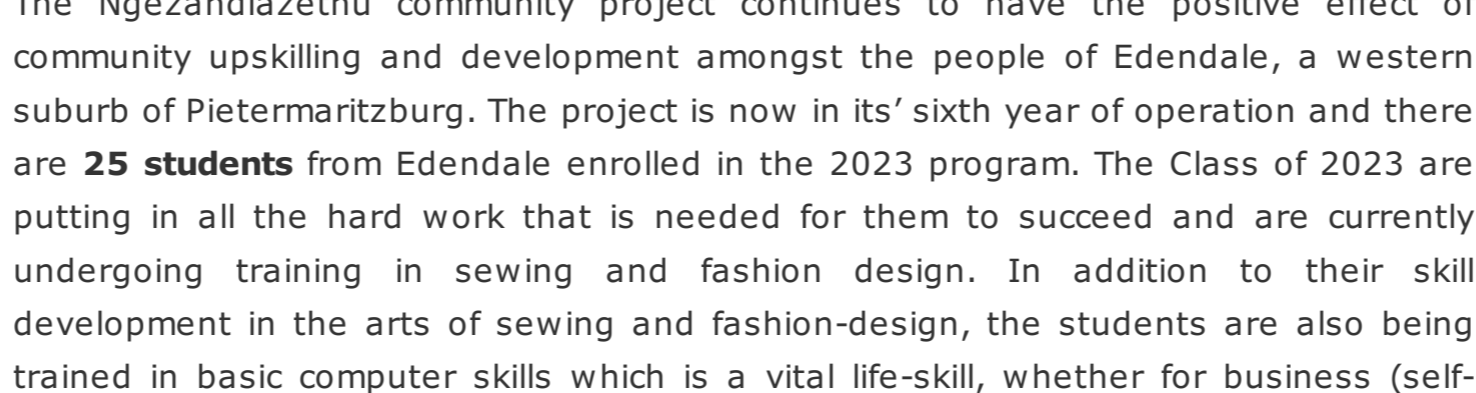 The Ngezandlazethu community project continues to have the positive effect of
community upskilling and development amongst the people of Edendale, a western
suburb of Pietermaritzburg. The project is now in its’ sixth year of operation and there
are 25 students from Edendale enrolled in the 2023 program. The Class of 2023 are
putting in all the hard work that is needed for them to succeed and are currently
undergoing training in sewing and fashion design. In addition to their skill
development in the arts of sewing and fashion-design, the students are also being
trained in basic computer skills which is a vital life-skill, whether for business (self-